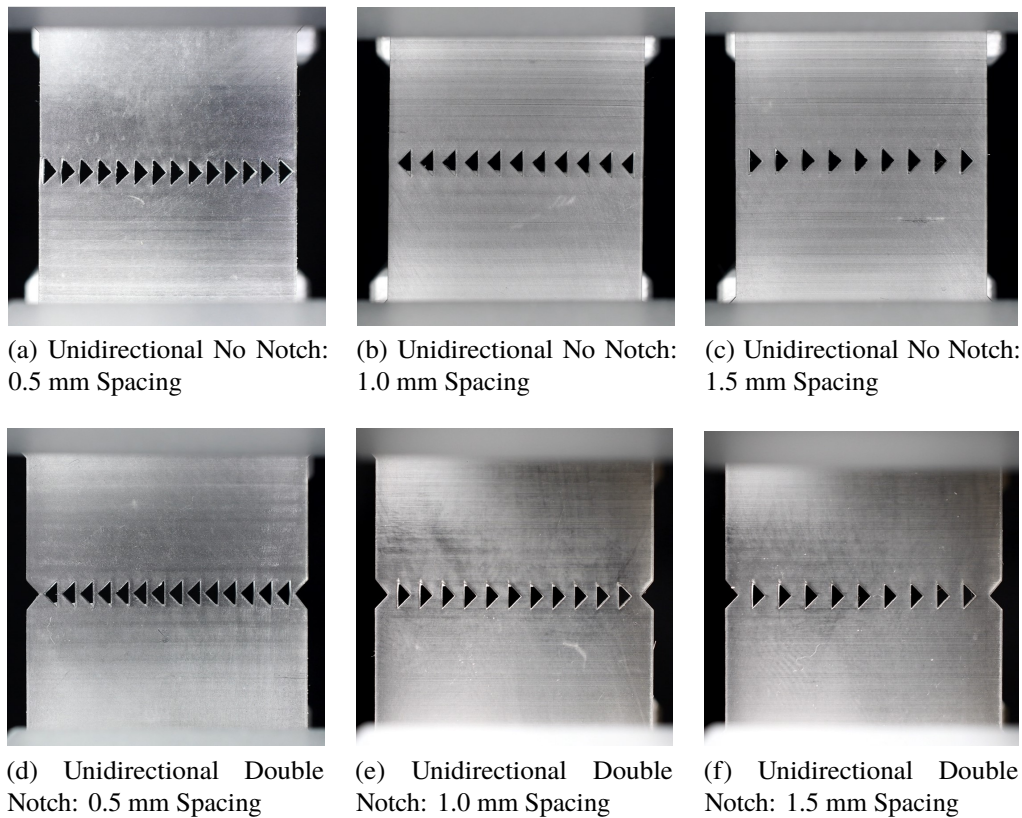 (a) Unidirectional No Notch:
0.5 mm Spacing
(b) Unidirectional No Notch:
1.0 mm Spacing
(c) Unidirectional No Notch:
1.5 mm Spacing
(d) Unidirectional Double
Notch: 0.5 mm Spacing
(e) Unidirectional Double
Notch: 1.0 mm Spacing
(f) Unidirectional Double
Notch: 1.5 mm Spacing